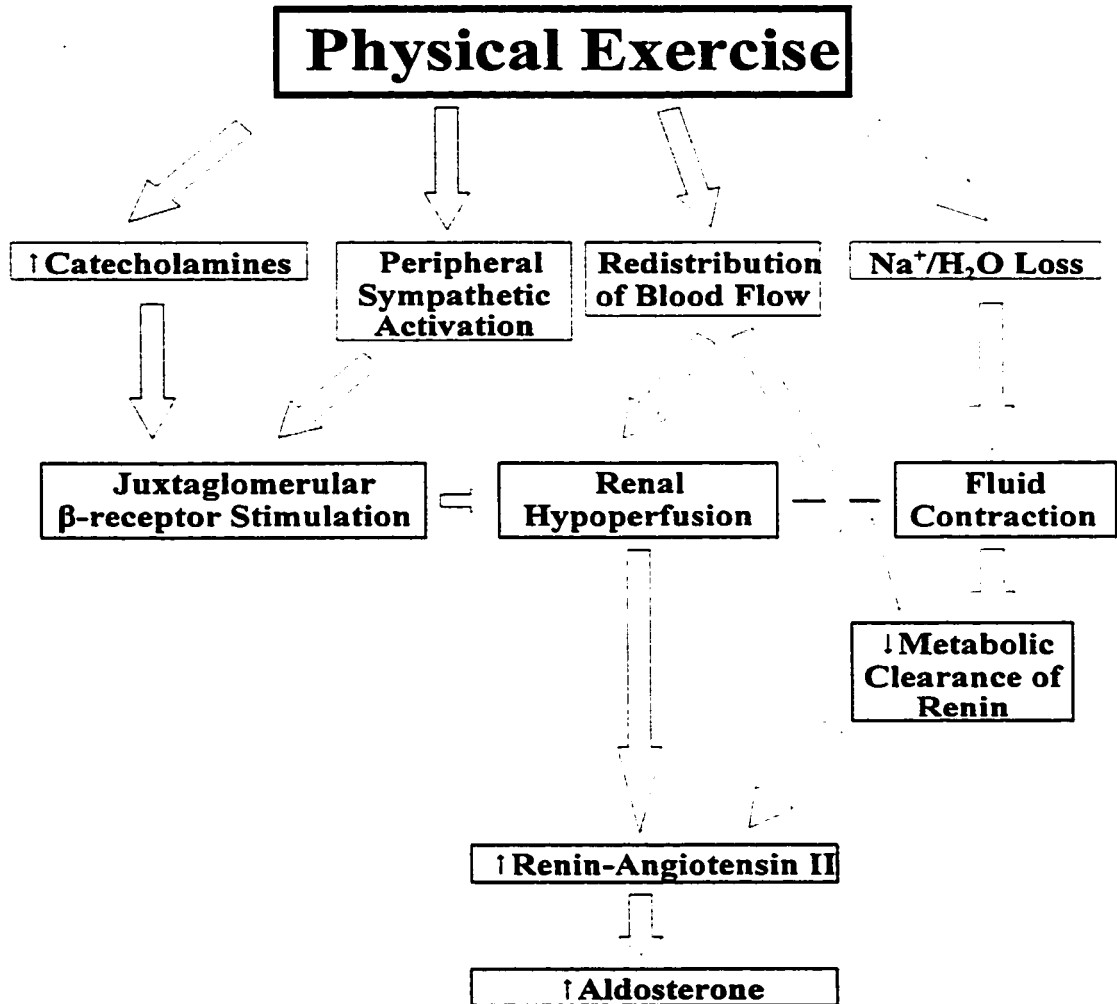 Physical Exercise
↑Catecholamines
Peripheral
Sympathetic
Activation
Redistribution
of Blood Flow
Na⁺/H₂O Loss
Juxtaglomerular
β-receptor Stimulation
Renal
Hypoperfusion
Fluid
Contraction
↓Metabolic
Clearance of
Renin
↑Renin-Angiotensin II
↑Aldosterone